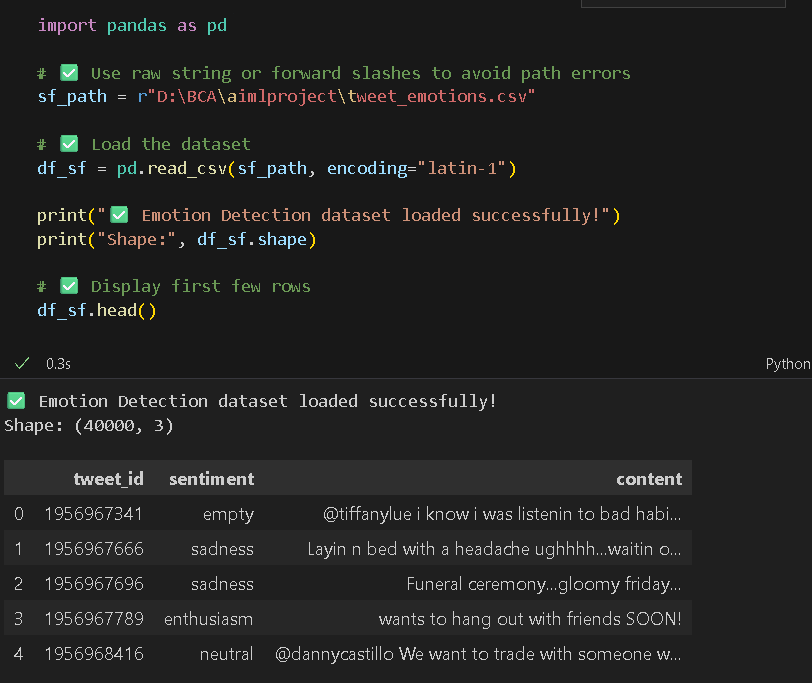 import pandas as pd
# ✅ Use raw string or forward slashes to avoid path errors
sf_path = r"D:\BCA\aimlproject\tweet_emotions.csv"
# ✅ Load the dataset
df_sf = pd.read_csv(sf_path, encoding="latin-1")
print("✅ Emotion Detection dataset loaded successfully!")
print("Shape:", df_sf.shape)
# ✅ Display first few rows
df_sf.head()
✓ 0.3s Python
✅ Emotion Detection dataset loaded successfully!
Shape: (40000, 3)
tweet_id sentiment content
0 1956967341 empty @tiffanylue i know i was listenin to bad habi...
1 1956967666 sadness Layin n bed with a headache ughhhh...waitin o...
2 1956967696 sadness Funeral ceremony...gloomy friday...
3 1956967789 enthusiasm wants to hang out with friends SOON!
4 1956968416 neutral @dannycastillo We want to trade with someone w...